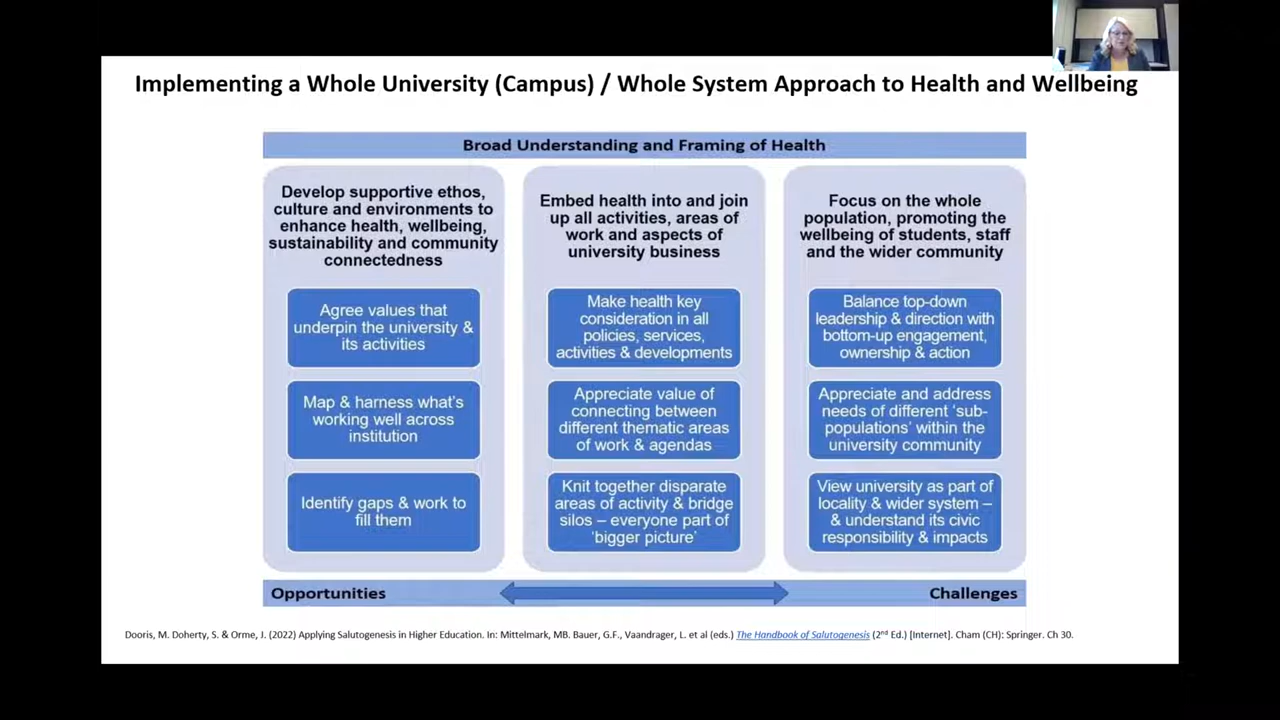 Implementing a Whole University (Campus) / Whole System Approach to Health and Wellbeing
Broad Understanding and Framing of Health
Develop supportive ethos,
culture and environments to
enhance health, wellbeing,
sustainability and community
connectedness
Agree values that
underpin the university &
its activities
Map & harness what's
working well across
institution
Identify gaps & work to
fill them
Embed health into and join
up all activities, areas of
work and aspects of
university business
Make health key
consideration in all
policies, services,
activities & developments
Appreciate value of
connecting between
different thematic areas
of work & agendas
Knit together disparate
areas of activity & bridge
silos – everyone part of
'bigger picture'
Focus on the whole
population, promoting the
wellbeing of students, staff
and the wider community
Balance top-down
leadership & direction with
bottom-up engagement,
ownership & action
Appreciate and address
needs of different 'sub-
populations' within the
university community
View university as part of
locality & wider system –
& understand its civic
responsibility & impacts
Opportunities
Challenges
Dooris, M. Doherty, S. & Orme, J. (2022) Applying Salutogenesis in Higher Education. In: Mittelmark, MB. Bauer, G.F., Vaandrager, L. et al (eds.) The Handbook of Salutogenesis (2nd Ed.) [Internet]. Cham (CH): Springer. Ch 30.